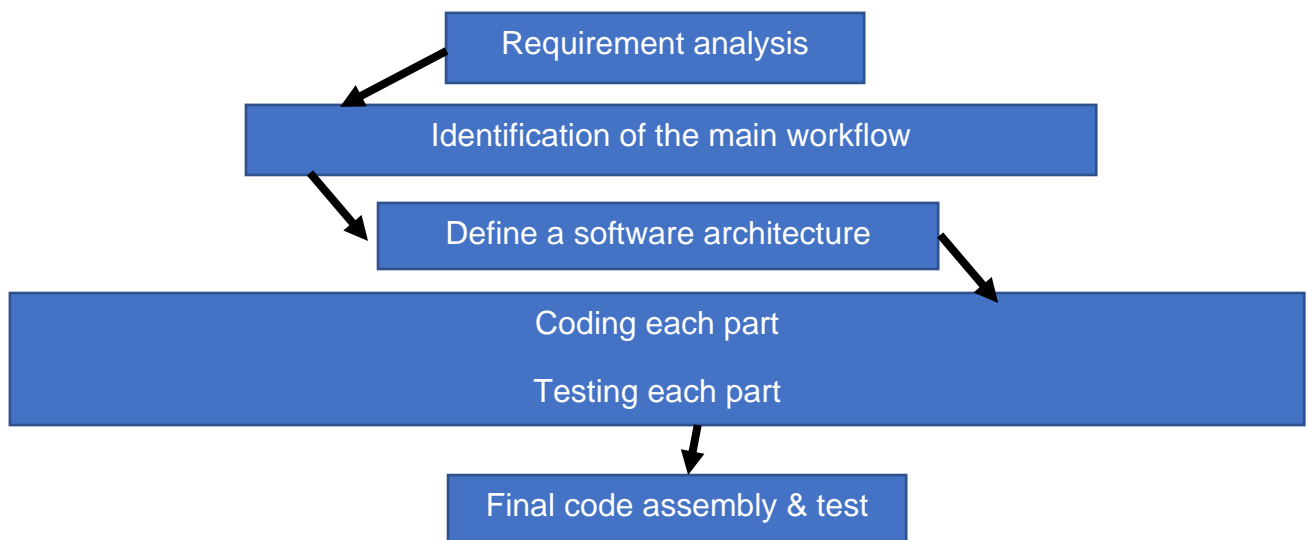 Requirement analysis
Identification of the main workflow
Define a software architecture
Coding each part
Testing each part
Final code assembly & test